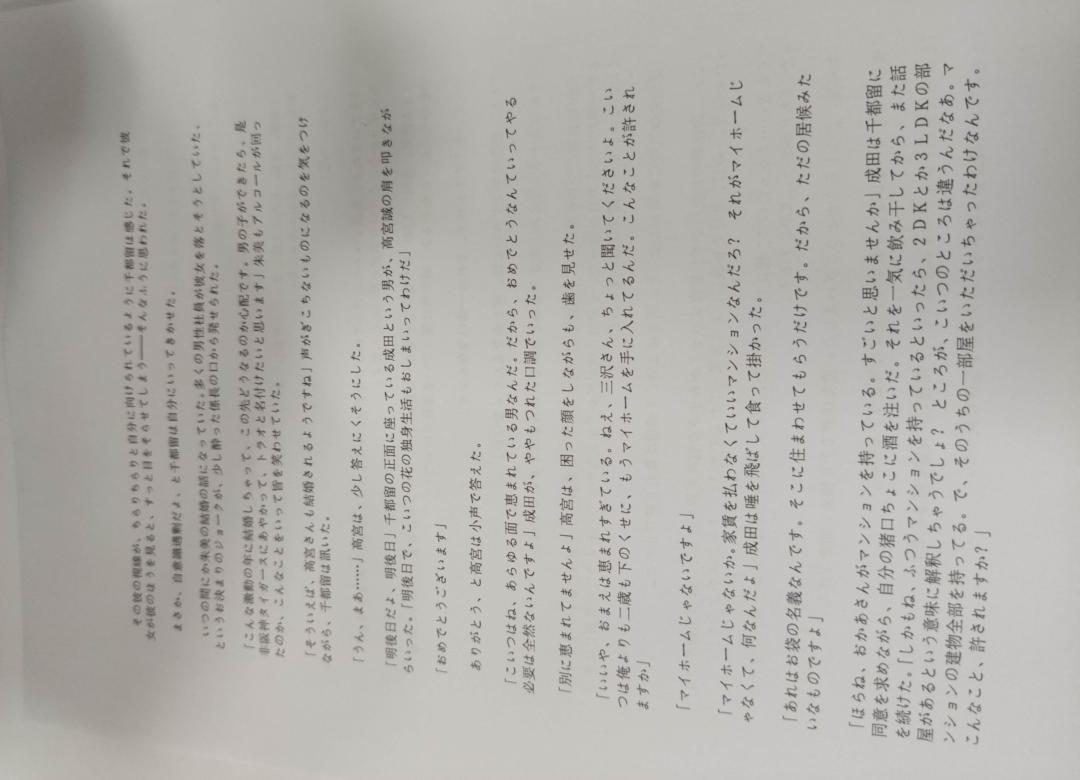 その彼の視線が、ちらりちらりと自分に向けられているように千都留は感じた。それで彼
女が彼のほうを見ると、すっと目をそらせてしまう――そんなふうに思われた。
まさか、自意識過剰だよ、と千都留は自分にいってきかせた。
いつの間にか朱美の結婚の話になっていた。多くの男性社員が彼女を落とそうとしていた、
というお決まりのジョークが、少し酔った係長の口から発せられた。
「こんな激動の年に結婚しちゃって、この先どうなるのか心配です。男の子ができたら、是
非阪神タイガースにあやかって、トラオと名付けたいと思います」朱美もアルコールが回っ
たのか、こんなことをいって皆を笑わせていた。
「そういえば、高宮さんも結婚されるようですね」声がぎこちないものになるのを気をつけ
ながら、千都留は訊いた。
「うん、まあ……」高宮は、少し答えにくそうにした。
「明後日だよ、明後日」千都留の正面に座っている成田という男が、高宮誠の肩を叩きなが
らいった。「明後日で、こいつの花の独身生活もおしまいってわけだ」
「おめでとうございます」
ありがとう、と高宮は小声で答えた。
「こいつはね、あらゆる面で恵まれている男なんだ。だから、おめでとうなんていってやる
必要は全然ないんですよ」成田が、ややもつれた口調でいった。
「別に恵まれてませんよ」高宮は、困った顔をしながらも、歯を見せた。
「いいや、おまえは恵まれすぎている。ねえ、三沢さん、ちょっと聞いてくださいよ。こい
つは俺よりも二歳も下のくせに、もうマイホームを手に入れてるんだ。こんなことが許され
ますか」
「マイホームじゃないですよ」
「マイホームじゃないか。家賃を払わなくていいマンションなんだろ？　それがマイホームじ
ゃなくて、何なんだよ」成田は唾を飛ばして食って掛かった。
「あれはお袋の名義なんです。そこに住まわせてもらうだけです。だから、ただの居候みた
いなものですよ」
「ほらね、おかあさんがマンションを持っている。すごいと思いませんか」成田は千都留に
同意を求めながら、自分の猪口ちょこに酒を注いだ。それを一気に飲み干してから、また話
を続けた。「しかもね、ふつうマンションを持っているといったら、２DKとか３LDKの部
屋があるという意味に解釈しちゃうでしょ？　ところが、こいつのところは違うんだなあ。マ
ンションの建物全部を持ってる。で、そのうちの一部屋をいただいちゃったわけなんです。
こんなこと、許されますか？」